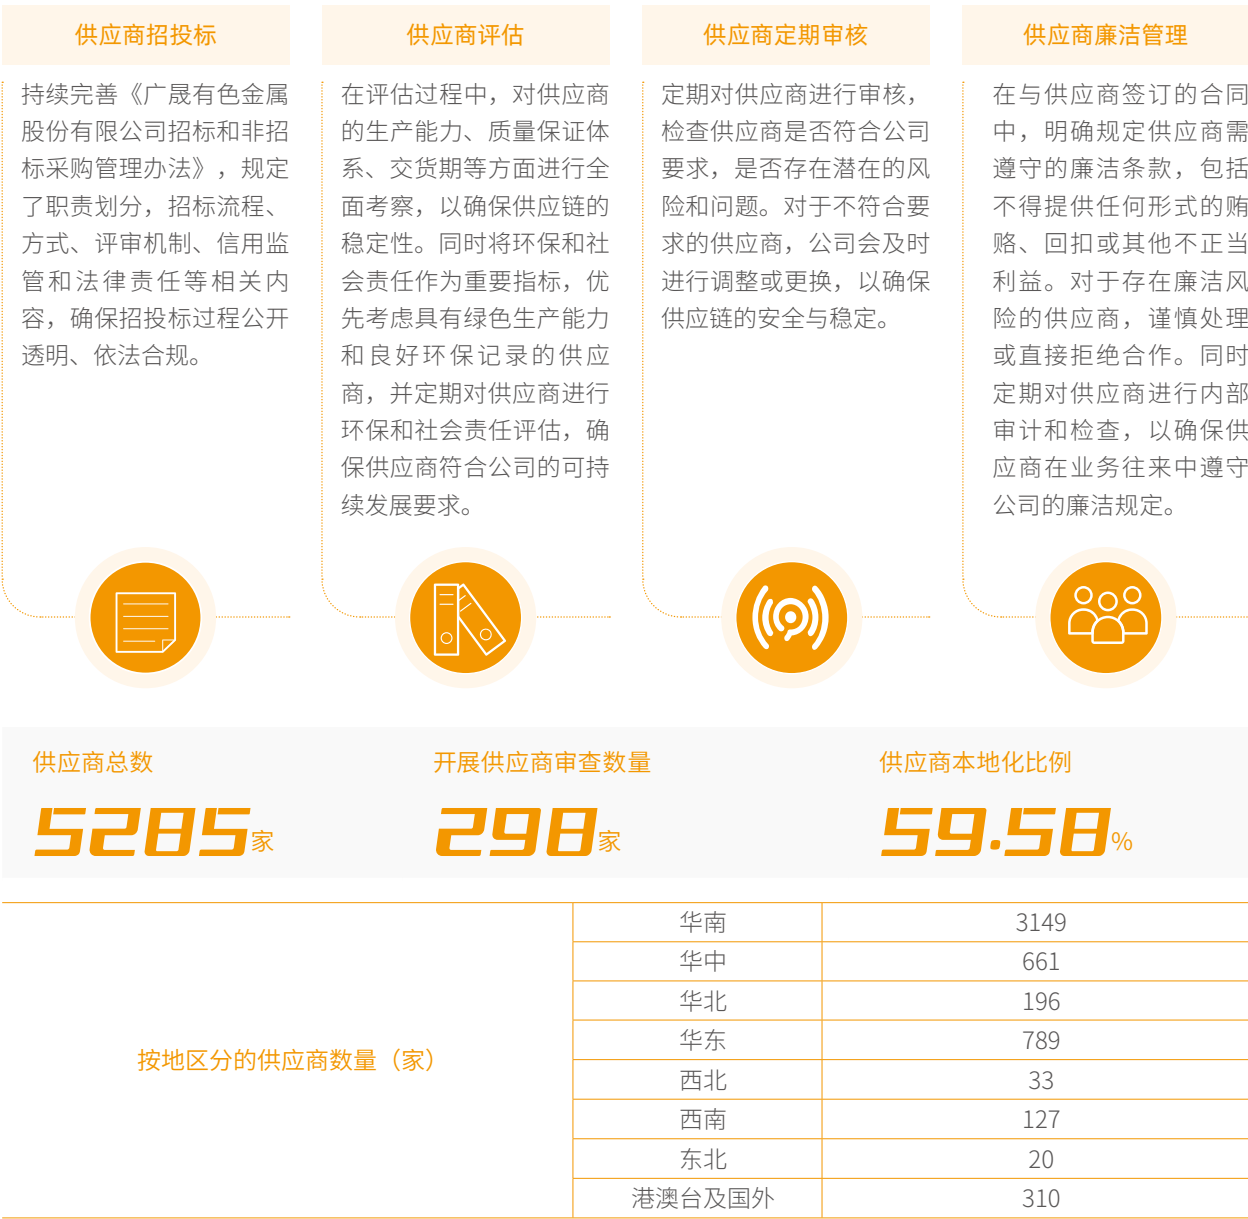 供应商招投标
持续完善《广晟有色金属
股份有限公司招标和非招
标采购管理办法》，规定
了职责划分，招标流程、
方式、评审机制、信用监
管和法律责任等相关内
容，确保招投标过程公开
透明、依法合规。
供应商评估
在评估过程中，对供应商
的生产能力、质量保证体
系、交货期等方面进行全
面考察，以确保供应链的
稳定性。同时将环保和社
会责任作为重要指标，优
先考虑具有绿色生产能力
和良好环保记录的供应
商，并定期对供应商进行
环保和社会责任评估，确
保供应商符合公司的可持
续发展要求。
供应商定期审核
定期对供应商进行审核，
检查供应商是否符合公司
要求，是否存在潜在的风
险和问题。对于不符合要
求的供应商，公司会及时
进行调整或更换，以确保
供应链的安全与稳定。
供应商廉洁管理
在与供应商签订的合同
中，明确规定供应商需
遵守的廉洁条款，包括
不得提供任何形式的贿
赂、回扣或其他不正当
利益。对于存在廉洁风
险的供应商，谨慎处理
或直接拒绝合作。同时
定期对供应商进行内部
审计和检查，以确保供
应商在业务往来中遵守
公司的廉洁规定。
供应商总数
5285家
开展供应商审查数量
298家
供应商本地化比例
59.58%
按地区分的供应商数量（家）
华南 3149
华中 661
华北 196
华东 789
西北 33
西南 127
东北 20
港澳台及国外 310